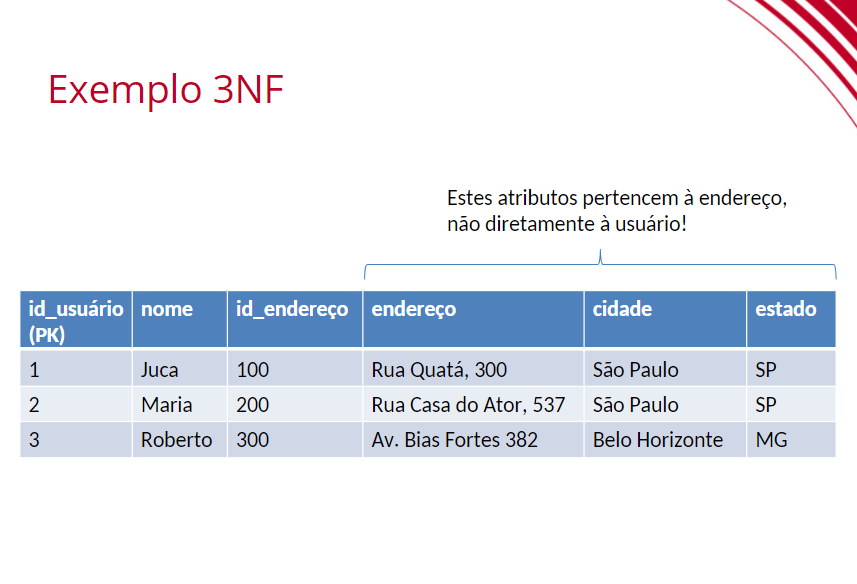 Exemplo 3NF
Estes atributos pertencem à endereço,
não diretamente à usuário!
id_usuário (PK) nome id_endereço endereço cidade estado
1 Juca 100 Rua Quatá, 300 São Paulo SP
2 Maria 200 Rua Casa do Ator, 537 São Paulo SP
3 Roberto 300 Av. Bias Fortes 382 Belo Horizonte MG